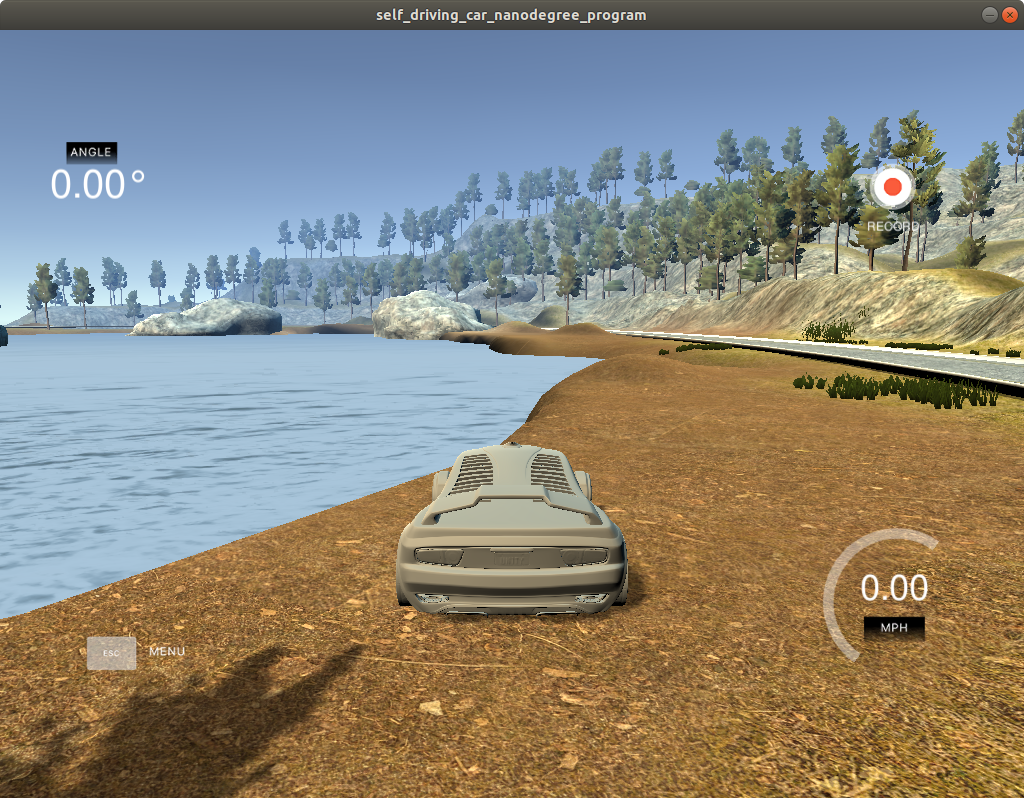 self_driving_car_nanodegree_program
ANGLE
0.00°
RECORD
0.00
MPH
ESC
MENU